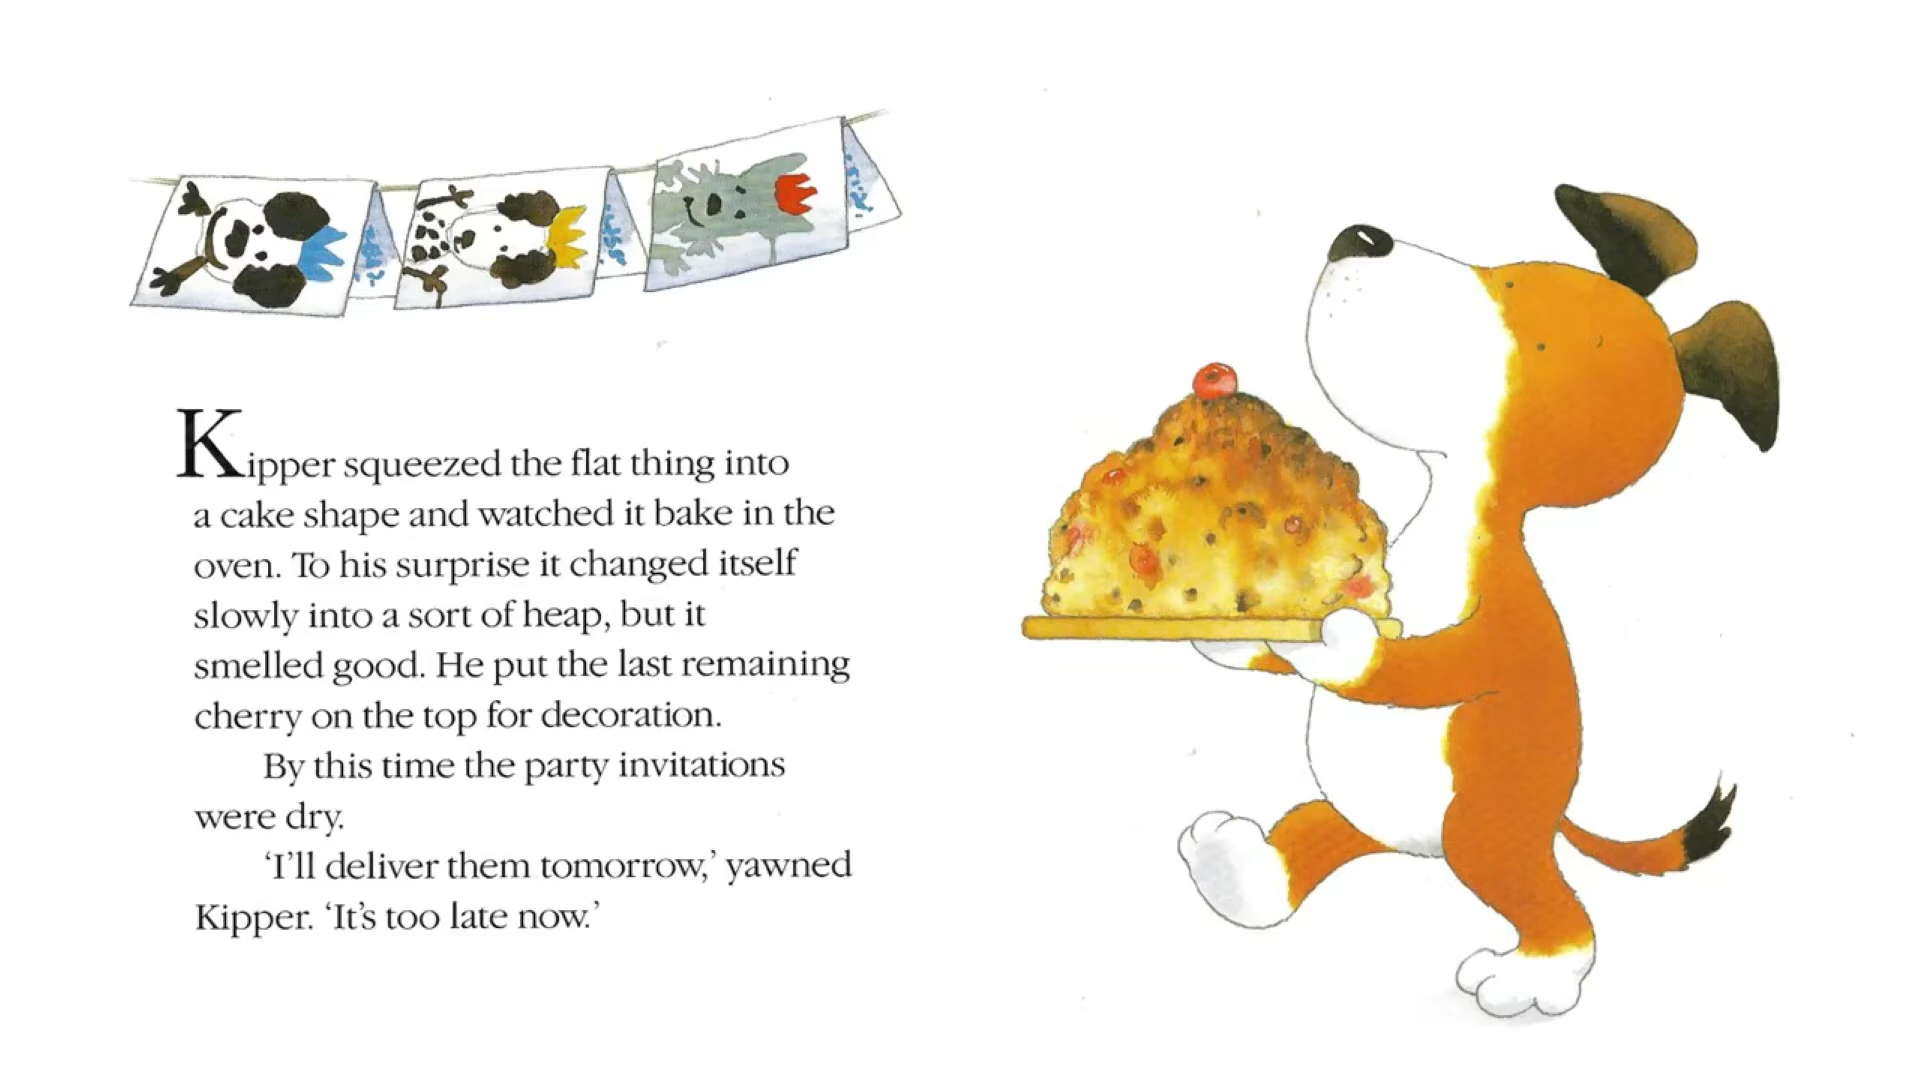 Kipper squeezed the flat thing into
a cake shape and watched it bake in the
oven. To his surprise it changed itself
slowly into a sort of heap, but it
smelled good. He put the last remaining
cherry on the top for decoration.
By this time the party invitations
were dry.
‘I’ll deliver them tomorrow,’ yawned
Kipper. ‘It’s too late now.’